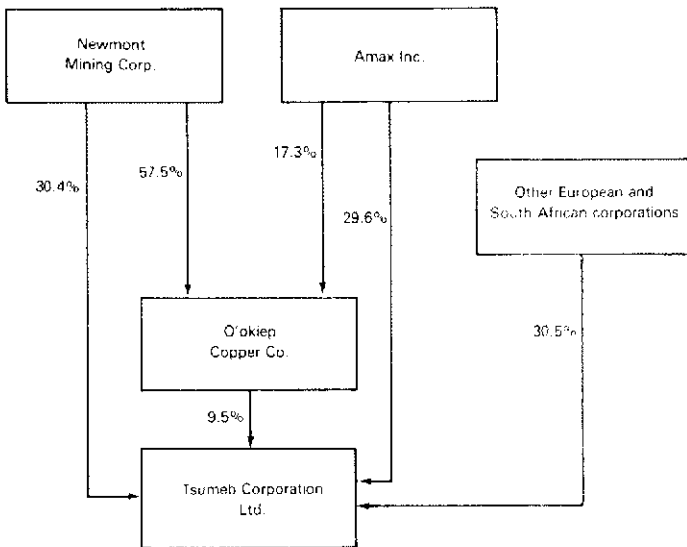 Newmont
Mining Corp.
Amax Inc.
30.4%
57.5%
17.3%
29.6%
Other European and
South African corporations
O'okiep
Copper Co.
30.5%
9.5%
Tsumeb Corporation
Ltd.